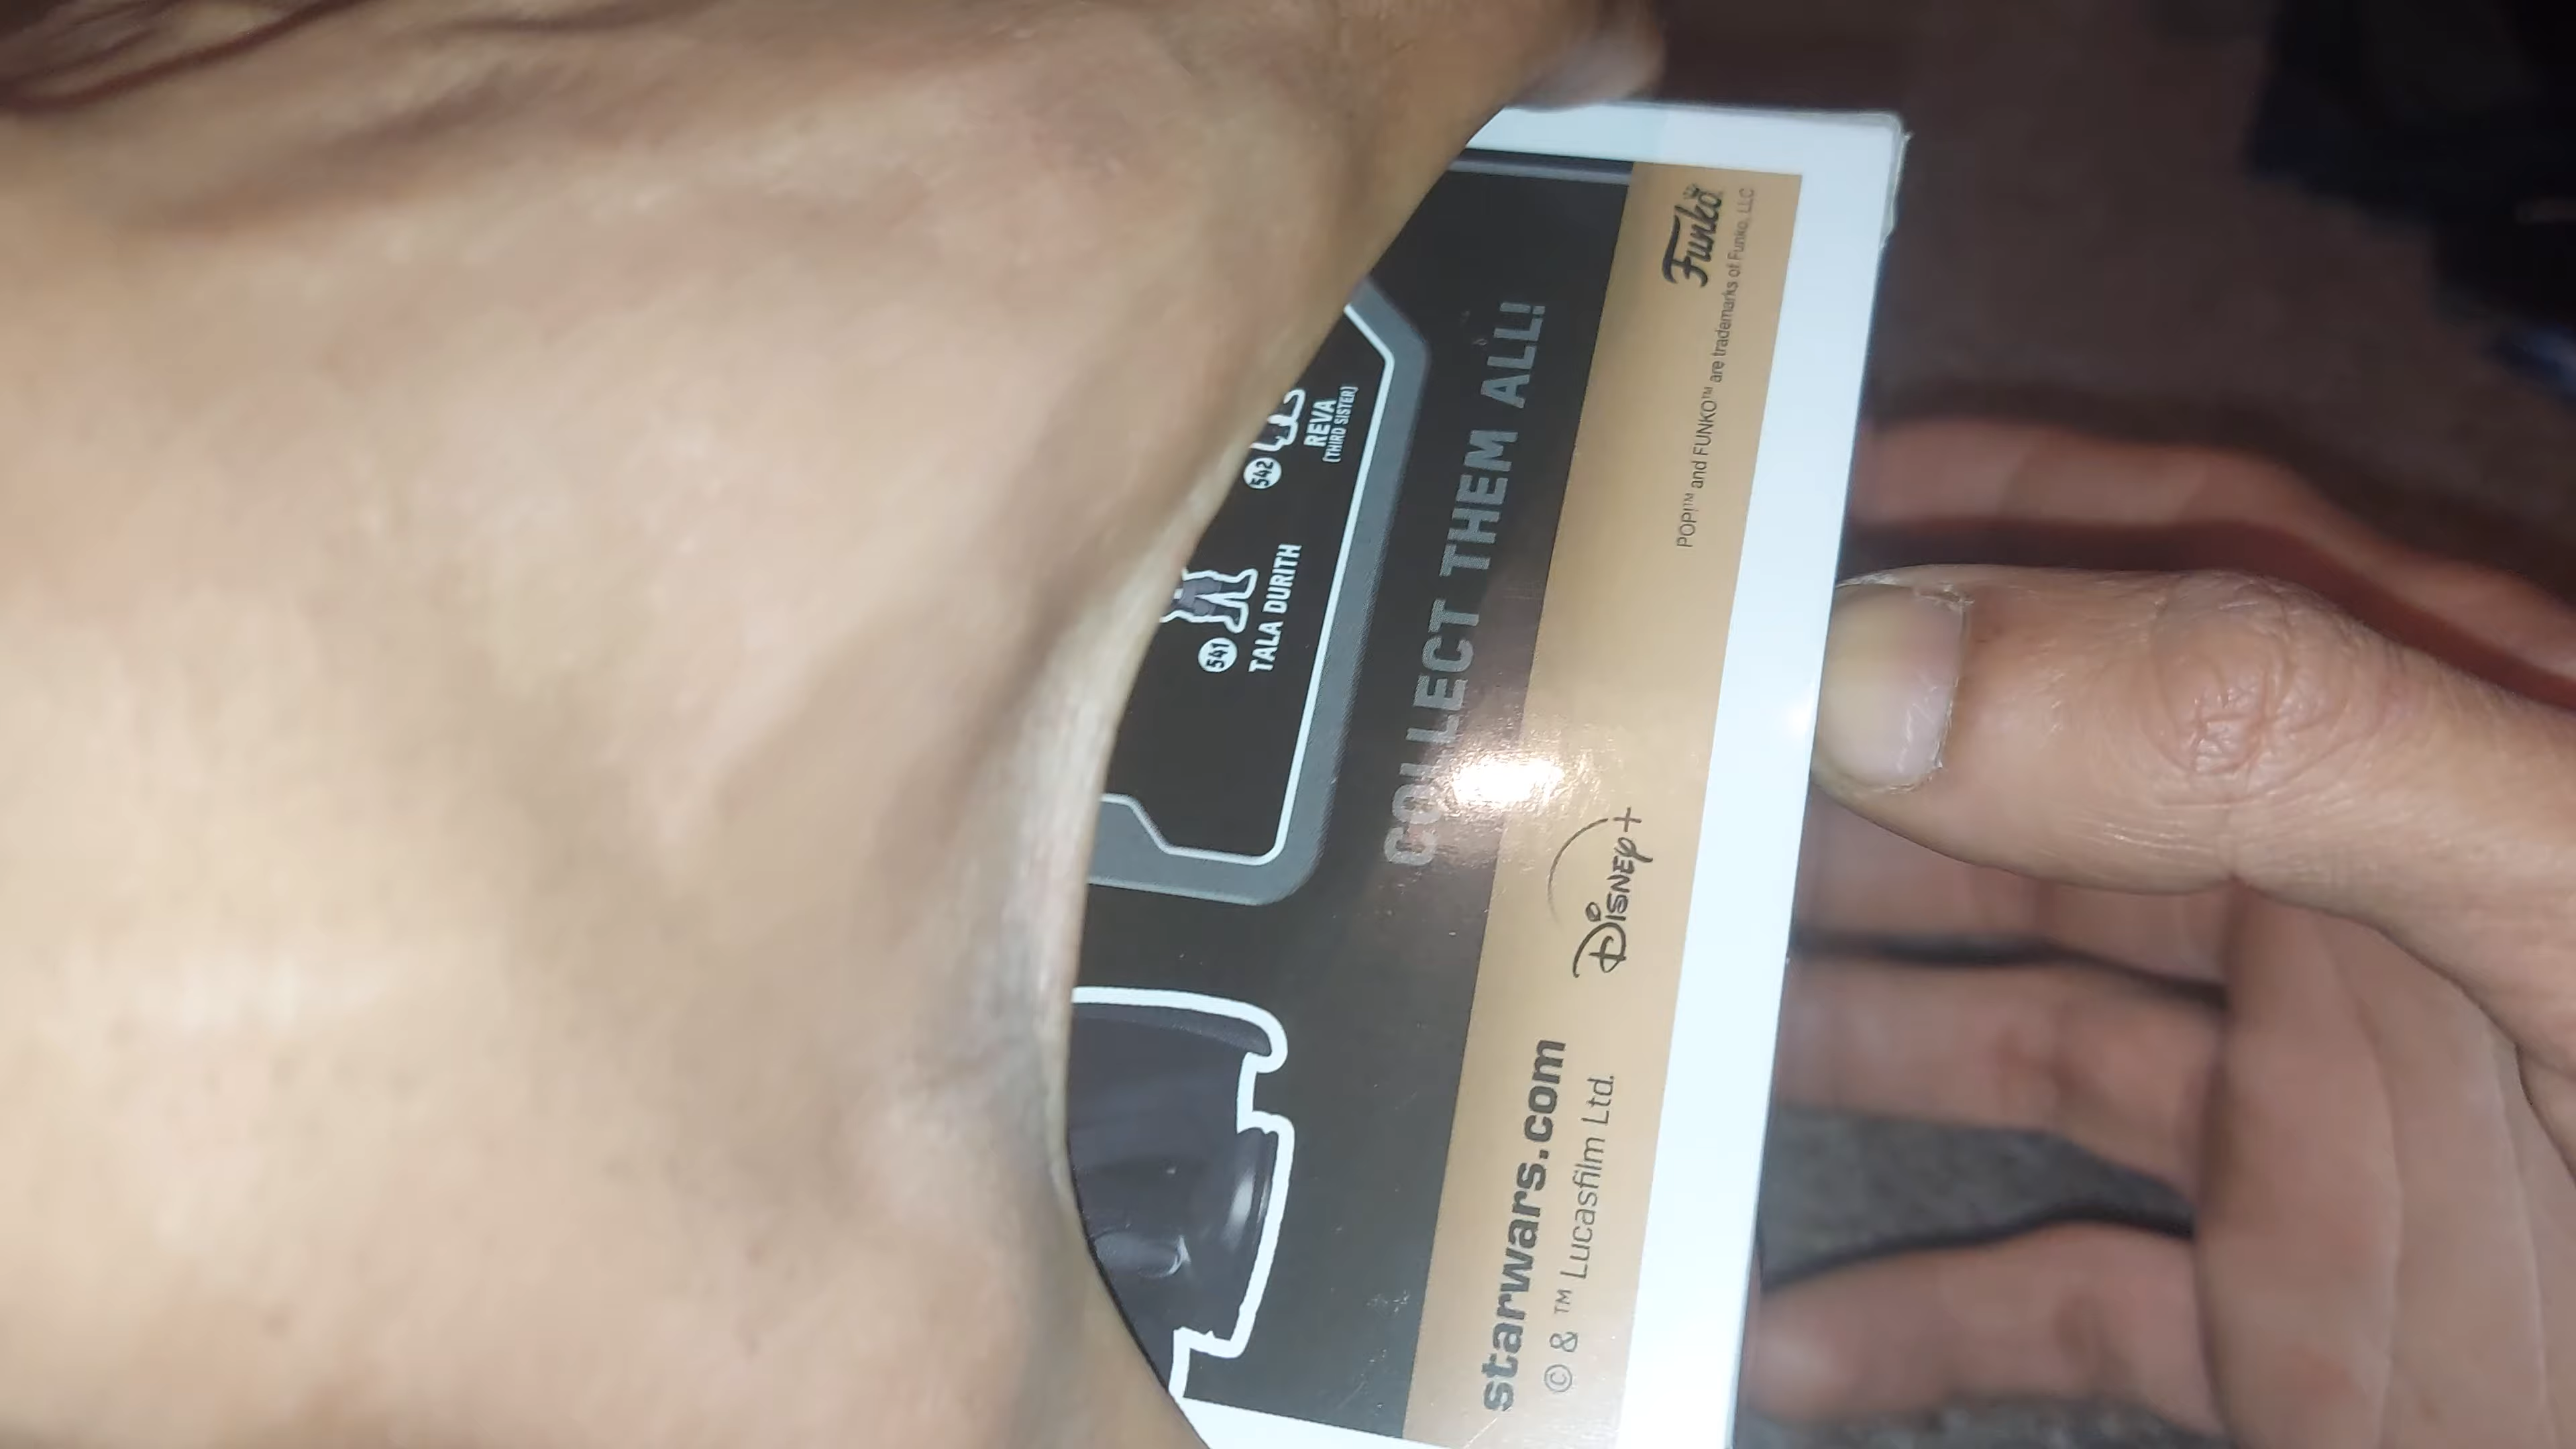 542
REVA
(THIRD SISTER)
541
TALA DURITH
COLLECT THEM ALL!
Funko
POP!™ and FUNKO™ are trademarks of Funko, LLC
Disney+
starwars.com
© & ™ Lucasfilm Ltd.